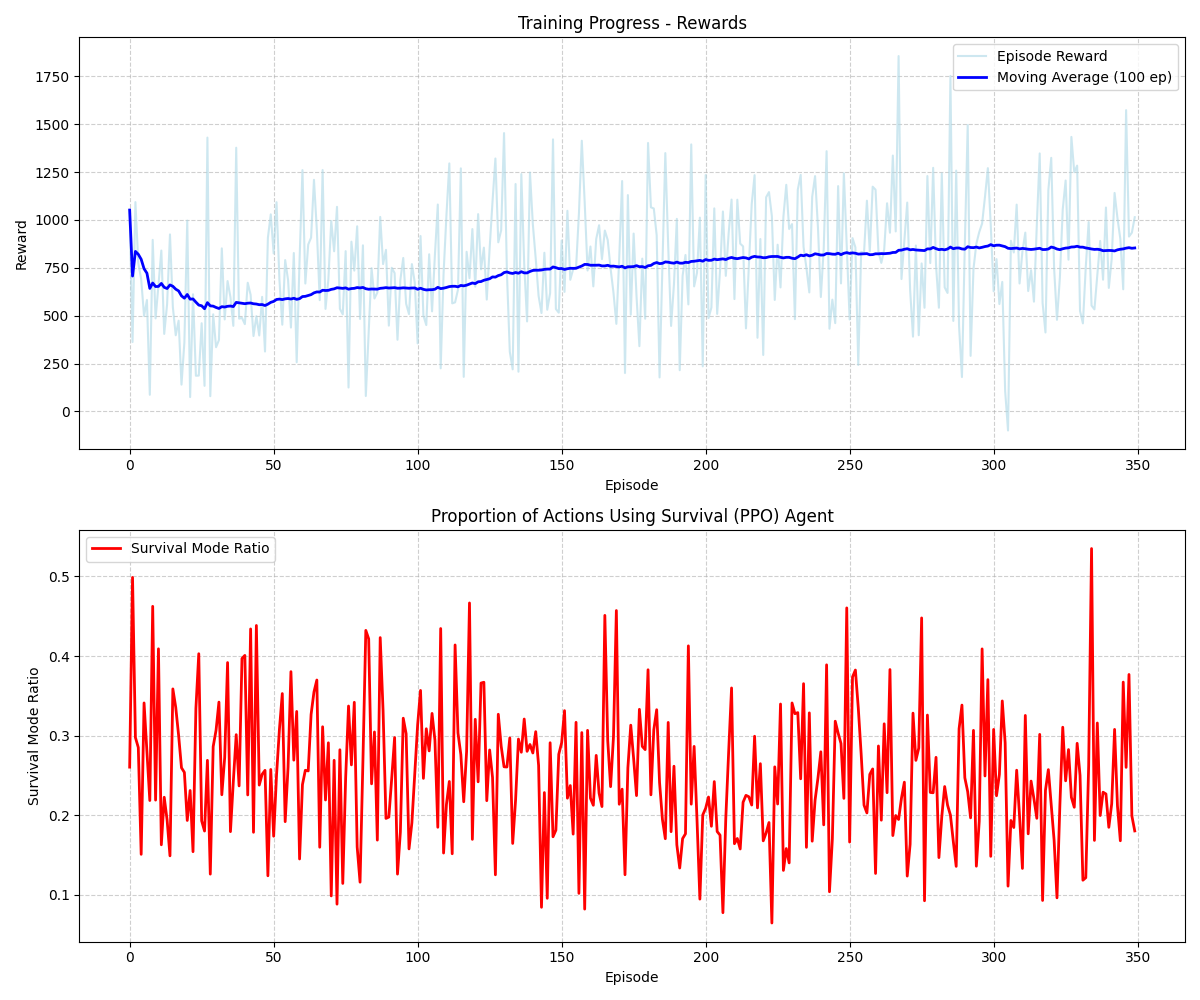 Training Progress - Rewards
Episode Reward
Moving Average (100 ep)
Reward
1750
1500
1250
1000
750
500
250
0
0 50 100 150 200 250 300 350
Episode
Proportion of Actions Using Survival (PPO) Agent
Survival Mode Ratio
Survival Mode Ratio
0.5
0.4
0.3
0.2
0.1
0 50 100 150 200 250 300 350
Episode